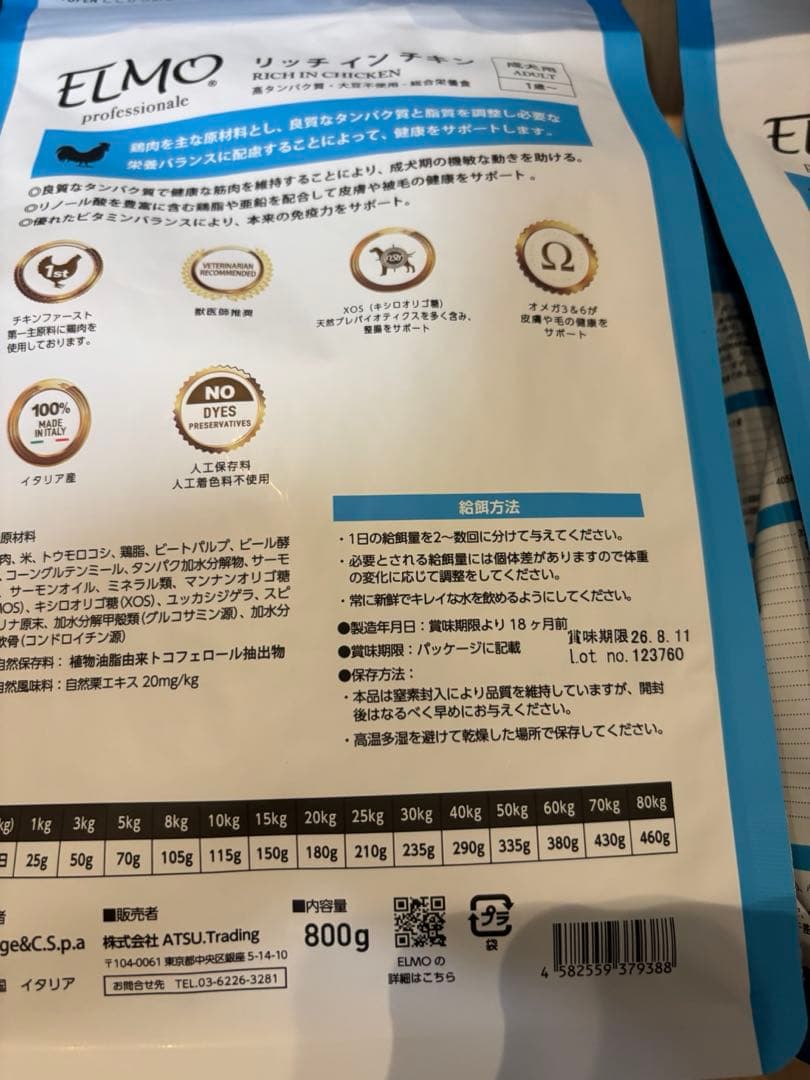 ELMO®
professionale
リッチ イン チキン
RICH IN CHICKEN
高タンパク質・大豆不使用・総合栄養食
成犬用
ADULT
1歳～
鶏肉を主な原材料とし、良質なタンパク質と脂質を調整し必要な
栄養バランスに配慮することによって、健康をサポートします。
◎良質なタンパク質で健康な筋肉を維持することにより、成犬期の機敏な動きを助ける。
◎リノール酸を豊富に含む鶏脂や亜鉛を配合して皮膚や被毛の健康をサポート。
◎優れたビタミンバランスにより、本来の免疫力をサポート。
1st
チキンファースト
第一主原料に鶏肉を
使用しております。
VETERINARIAN
RECOMMENDED
獣医師推奨
XOS（キシロオリゴ糖）
天然プレバイオティクスを多く含み、
整腸をサポート
Ω
オメガ3＆6が
皮膚や毛の健康を
サポート
100%
MADE
IN ITALY
イタリア産
NO
DYES
PRESERVATIVES
人工保存料
人工着色料不使用
原材料
肉、米、トウモロコシ、鶏脂、ビートパルプ、ビール酵
、コーングルテンミール、タンパク加水分解物、サーモ
、サーモンオイル、ミネラル類、マンナンオリゴ糖
MOS)、キシロオリゴ糖(XOS)、ユッカシジゲラ、スピ
リナ原末、加水分解甲殻類(グルコサミン源)、加水分
軟骨(コンドロイチン源)
自然保存料：植物油脂由来トコフェロール抽出物
自然風味料：自然栗エキス 20mg/kg
給餌方法
・1日の給餌量を2～数回に分けて与えてください。
・必要とされる給餌量には個体差がありますので体重
の変化に応じて調整をしてください。
・常に新鮮でキレイな水を飲めるようにしてください。
●製造年月日：賞味期限より 18 ヶ月前
●賞味期限：パッケージに記載
賞味期限26.8.11
Lot no.123760
●保存方法：
・本品は窒素封入により品質を維持していますが、開封
後はなるべく早めにお与えください。
・高温多湿を避けて乾燥した場所で保存してください。
kg) 1kg 3kg 5kg 8kg 10kg 15kg 20kg 25kg 30kg 40kg 50kg 60kg 70kg 80kg
日 25g 50g 70g 105g 115g 150g 180g 210g 235g 290g 335g 380g 430g 460g
者
ge&C.S.p.a
国 イタリア
■販売者
株式会社 ATSU.Trading
〒104-0061 東京都中央区銀座 5-14-10
お問合せ先 TEL.03-6226-3281
■内容量
800g
ELMO の
詳細はこちら
プラ
袋
4 582559 379388